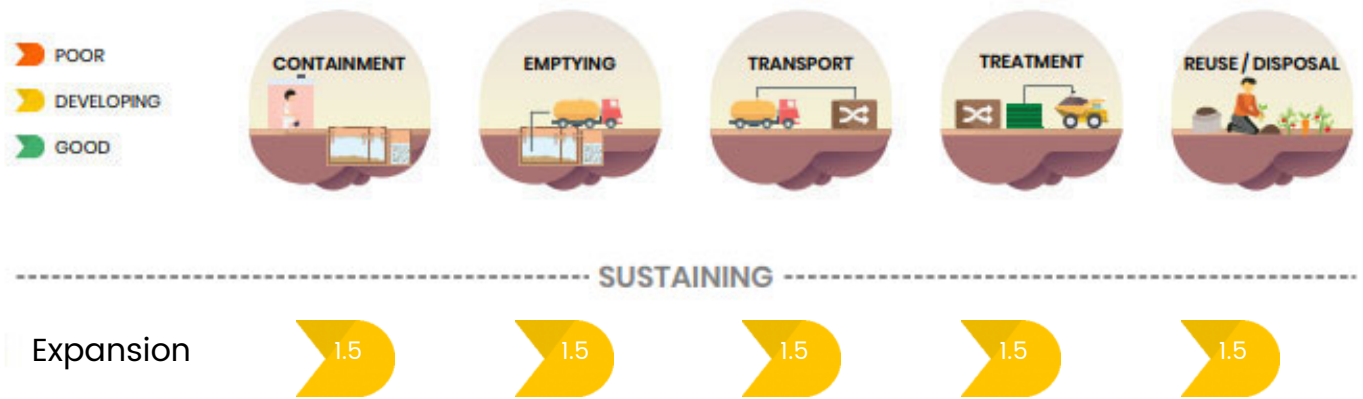 POOR
DEVELOPING
GOOD
CONTAINMENT
EMPTYING
TRANSPORT
TREATMENT
REUSE / DISPOSAL
SUSTAINING
Expansion 1.5 1.5 1.5 1.5 1.5